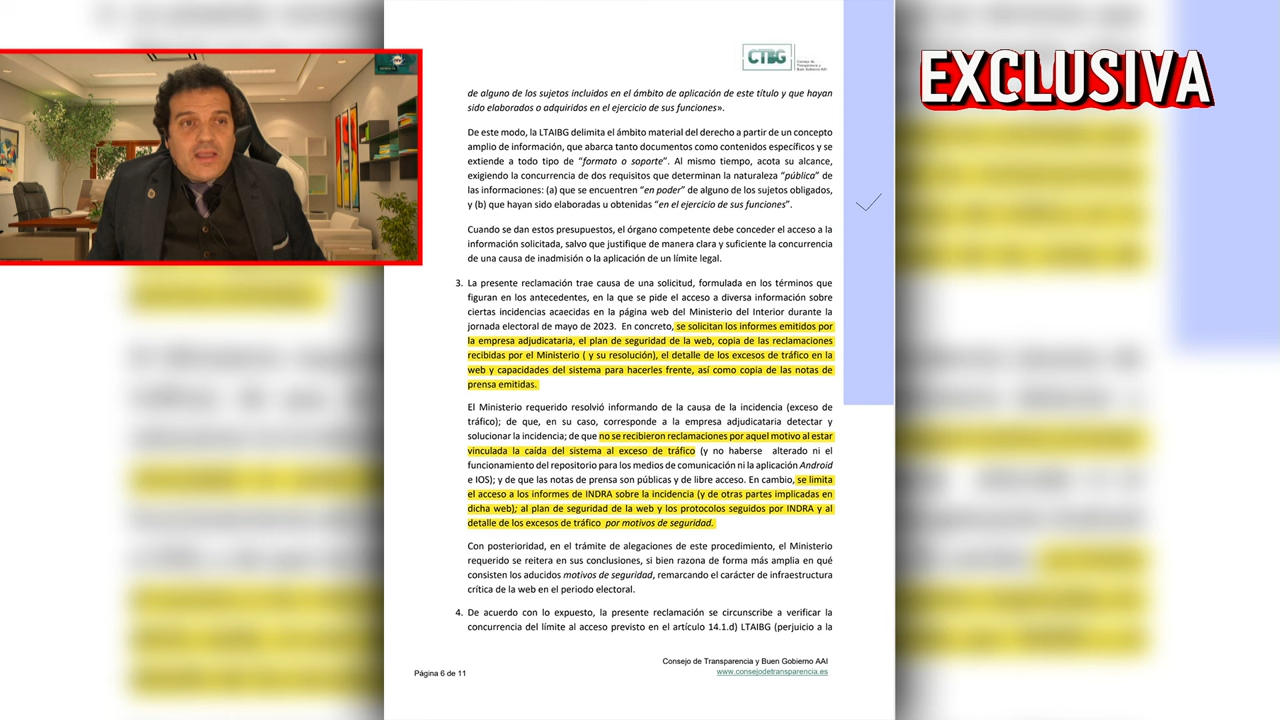 EXCLUSIVA
CTBG
Consejo de
Transparencia y
Buen Gobierno AAI
de alguno de los sujetos incluidos en el ámbito de aplicación de este título y que hayan
sido elaborados o adquiridos en el ejercicio de sus funciones».
De este modo, la LTAIBG delimita el ámbito material del derecho a partir de un concepto
amplio de información, que abarca tanto documentos como contenidos específicos y se
extiende a todo tipo de “formato o soporte”. Al mismo tiempo, acota su alcance,
exigiendo la concurrencia de dos requisitos que determinan la naturaleza “pública” de
las informaciones: (a) que se encuentren “en poder” de alguno de los sujetos obligados,
y (b) que hayan sido elaboradas u obtenidas “en el ejercicio de sus funciones”.
Cuando se dan estos presupuestos, el órgano competente debe conceder el acceso a la
información solicitada, salvo que justifique de manera clara y suficiente la concurrencia
de una causa de inadmisión o la aplicación de un límite legal.
3. La presente reclamación trae causa de una solicitud, formulada en los términos que
figuran en los antecedentes, en la que se pide el acceso a diversa información sobre
ciertas incidencias acaecidas en la página web del Ministerio del Interior durante la
jornada electoral de mayo de 2023. En concreto, se solicitan los informes emitidos por
la empresa adjudicataria, el plan de seguridad de la web, copia de las reclamaciones
recibidas por el Ministerio ( y su resolución), el detalle de los excesos de tráfico en la
web y capacidades del sistema para hacerles frente, así como copia de las notas de
prensa emitidas.
El Ministerio requerido resolvió informando de la causa de la incidencia (exceso de
tráfico); de que, en su caso, corresponde a la empresa adjudicataria detectar y
solucionar la incidencia; de que no se recibieron reclamaciones por aquel motivo al estar
vinculada la caída del sistema al exceso de tráfico (y no haberse alterado ni el
funcionamiento del repositorio para los medios de comunicación ni la aplicación Android
e IOS); y de que las notas de prensa son públicas y de libre acceso. En cambio, se limita
el acceso a los informes de INDRA sobre la incidencia (y de otras partes implicadas en
dicha web); al plan de seguridad de la web y los protocolos seguidos por INDRA y al
detalle de los excesos de tráfico por motivos de seguridad.
Con posterioridad, en el trámite de alegaciones de este procedimiento, el Ministerio
requerido se reitera en sus conclusiones, si bien razona de forma más amplia en qué
consisten los aducidos motivos de seguridad, remarcando el carácter de infraestructura
crítica de la web en el periodo electoral.
4. De acuerdo con lo expuesto, la presente reclamación se circunscribe a verificar la
concurrencia del límite al acceso previsto en el artículo 14.1.d) LTAIBG (perjuicio a la
Consejo de Transparencia y Buen Gobierno AAI
Página 6 de 11
www.consejodetransparencia.es